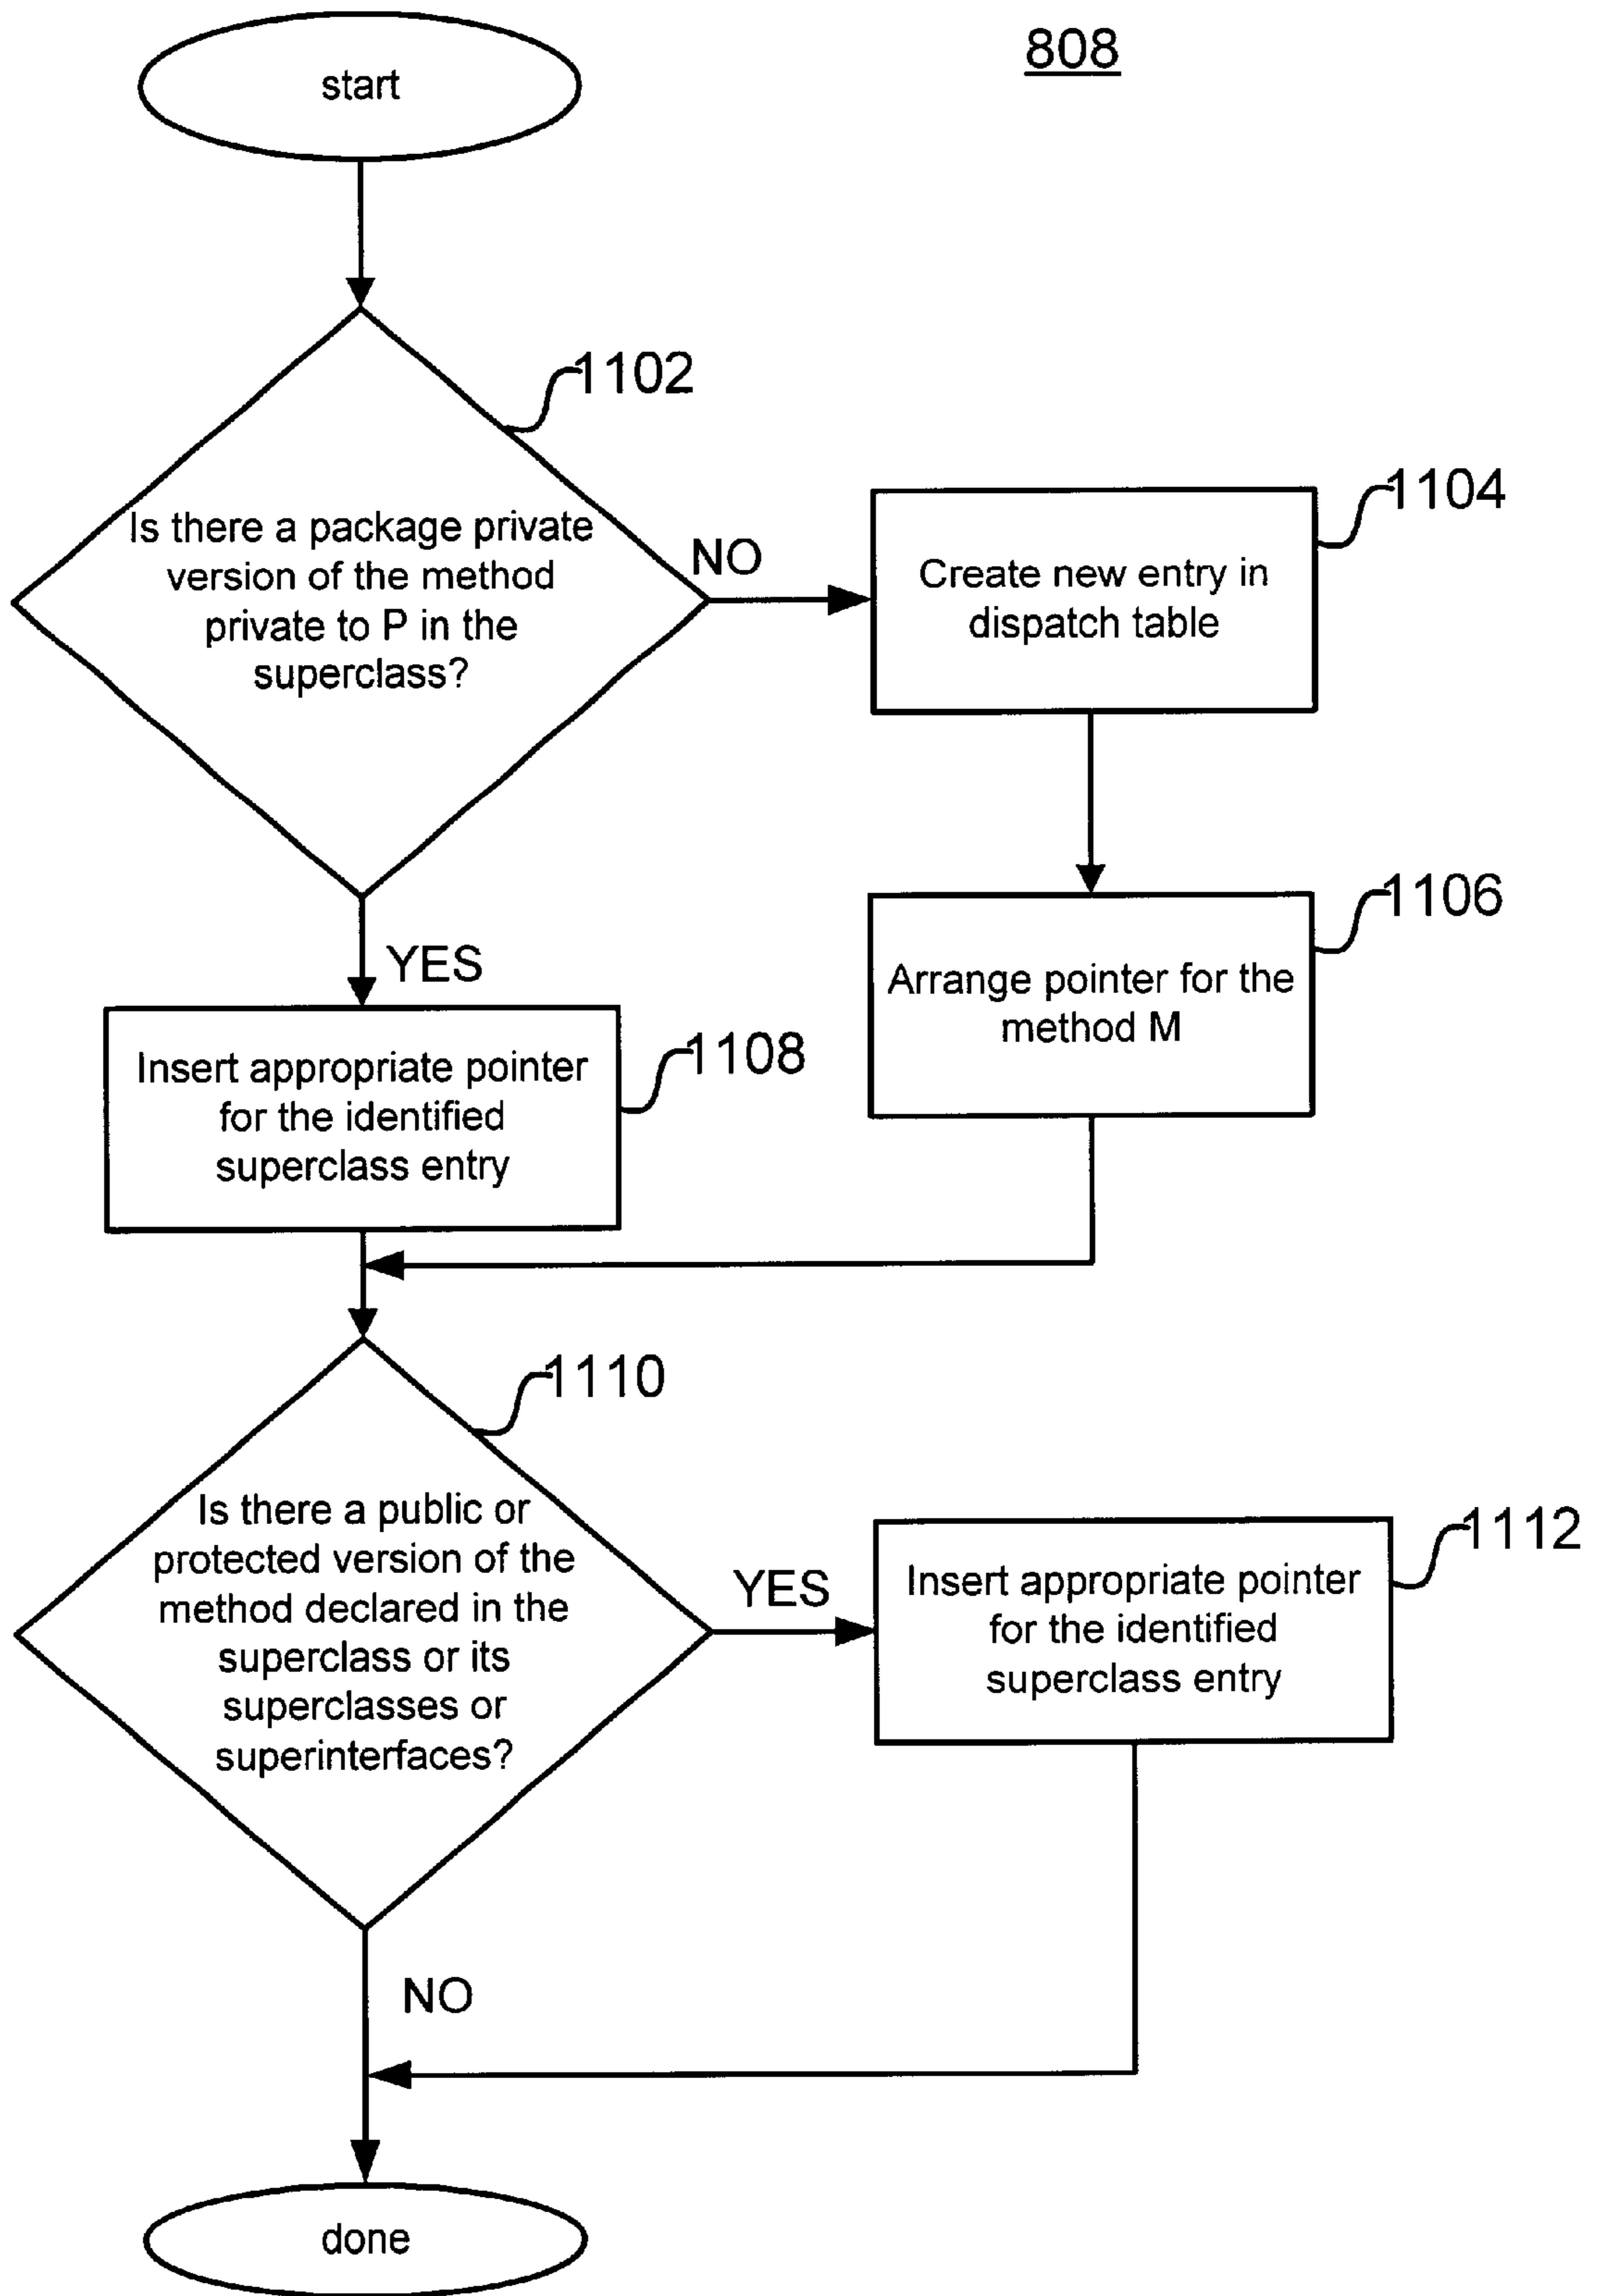 808
start
1102
Is there a package private
version of the method
private to P in the
superclass?
NO
1104
Create new entry in
dispatch table
1106
Arrange pointer for the
method M
YES
1108
Insert appropriate pointer
for the identified
superclass entry
1110
Is there a public or
protected version of the
method declared in the
superclass or its
superclasses or
superinterfaces?
YES
1112
Insert appropriate pointer
for the identified
superclass entry
NO
done